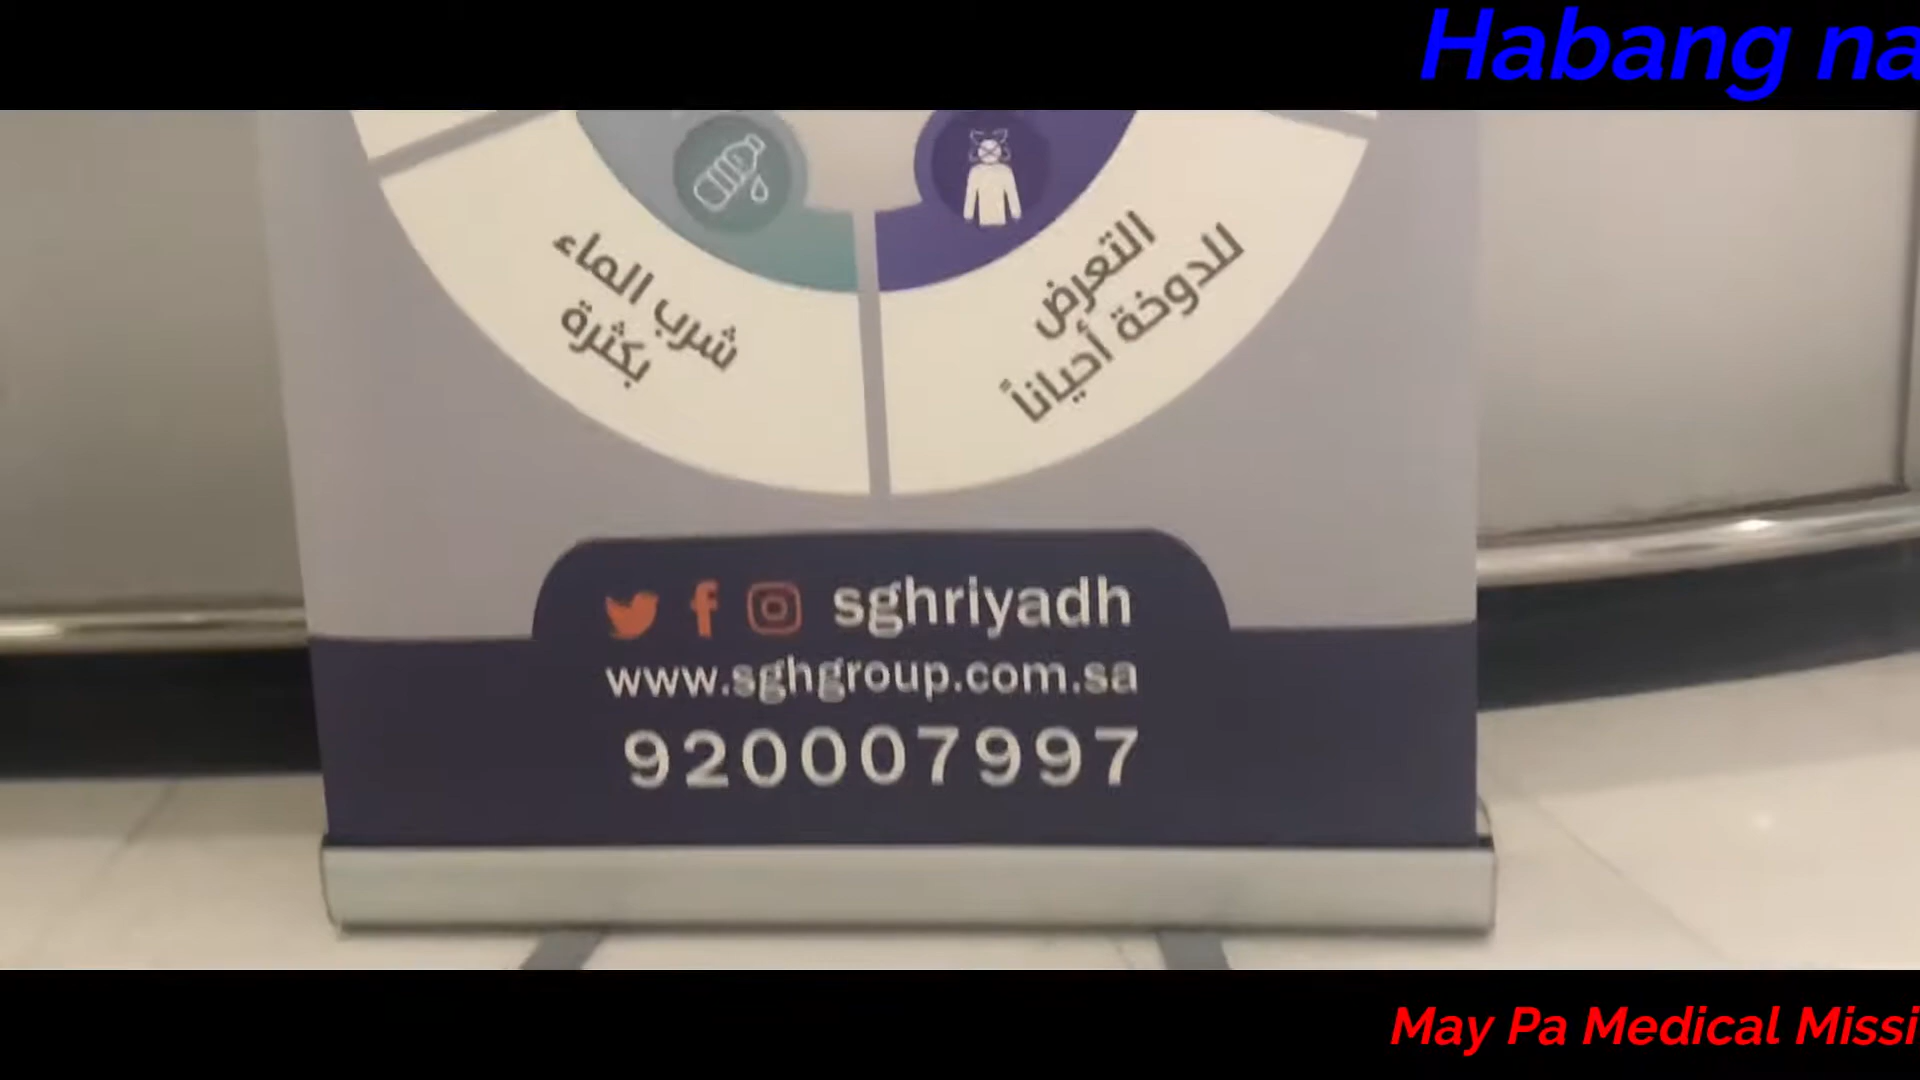 Habang na
شرب الماء
بكثرة
التعرض
للدوخة أحياناً
sghriyadh
www.sghgroup.com.sa
920007997
May Pa Medical Missi